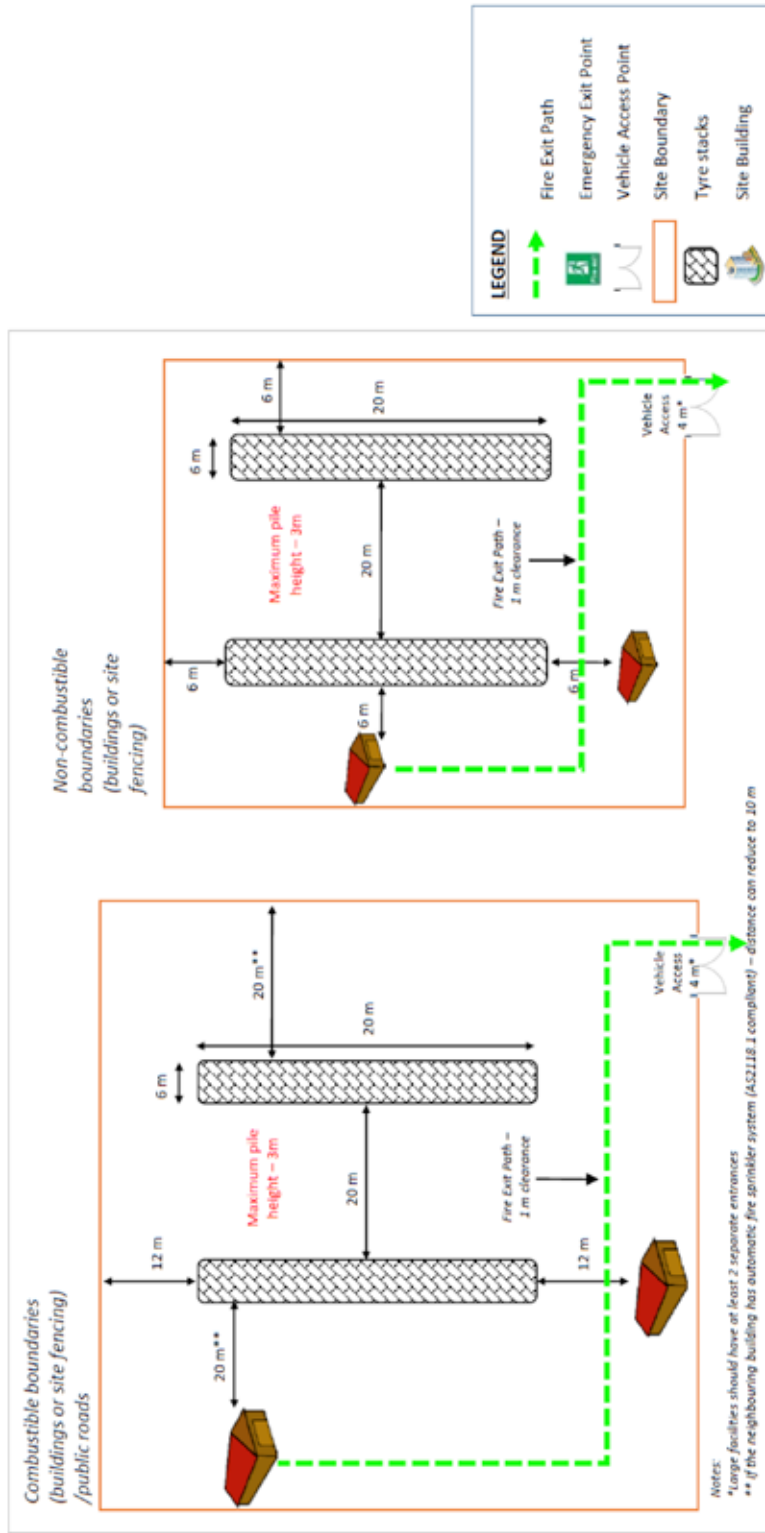 Combustible boundaries
(buildings or site fencing)
/public roads
12 m
20 m**
Maximum pile
height – 3m
6 m
20 m
20 m**
20 m
Fire Exit Path –
1 m clearance
12 m
Vehicle
Access
4 m*
Non-combustible
boundaries
(buildings or site
fencing)
6 m
6 m
Maximum pile
height – 3m
6 m
20 m
6 m
20 m
Fire Exit Path –
1 m clearance
6 m
Vehicle
Access
4 m*
Notes:
*Large facilities should have at least 2 separate entrances
** If the neighbouring building has automatic fire sprinkler system (AS2118.1 compliant) – distance can reduce to 10 m
LEGEND
Fire Exit Path
Emergency Exit Point
Vehicle Access Point
Site Boundary
Tyre stacks
Site Building